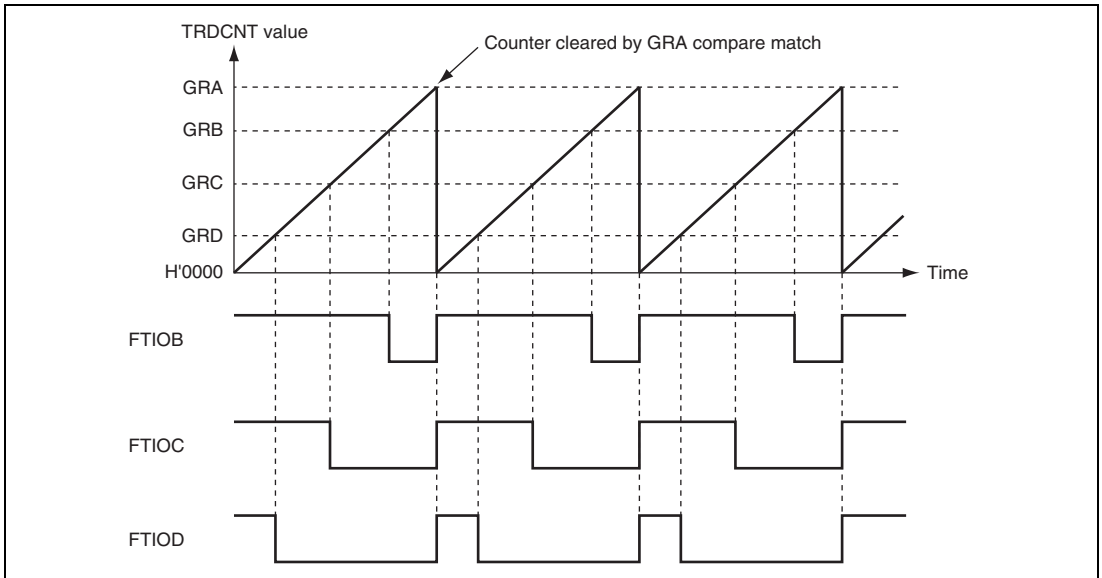 TRDCNT value
Counter cleared by GRA compare match
GRA
GRB
GRC
GRD
H'0000
Time
FTIOB
FTIOC
FTIOD